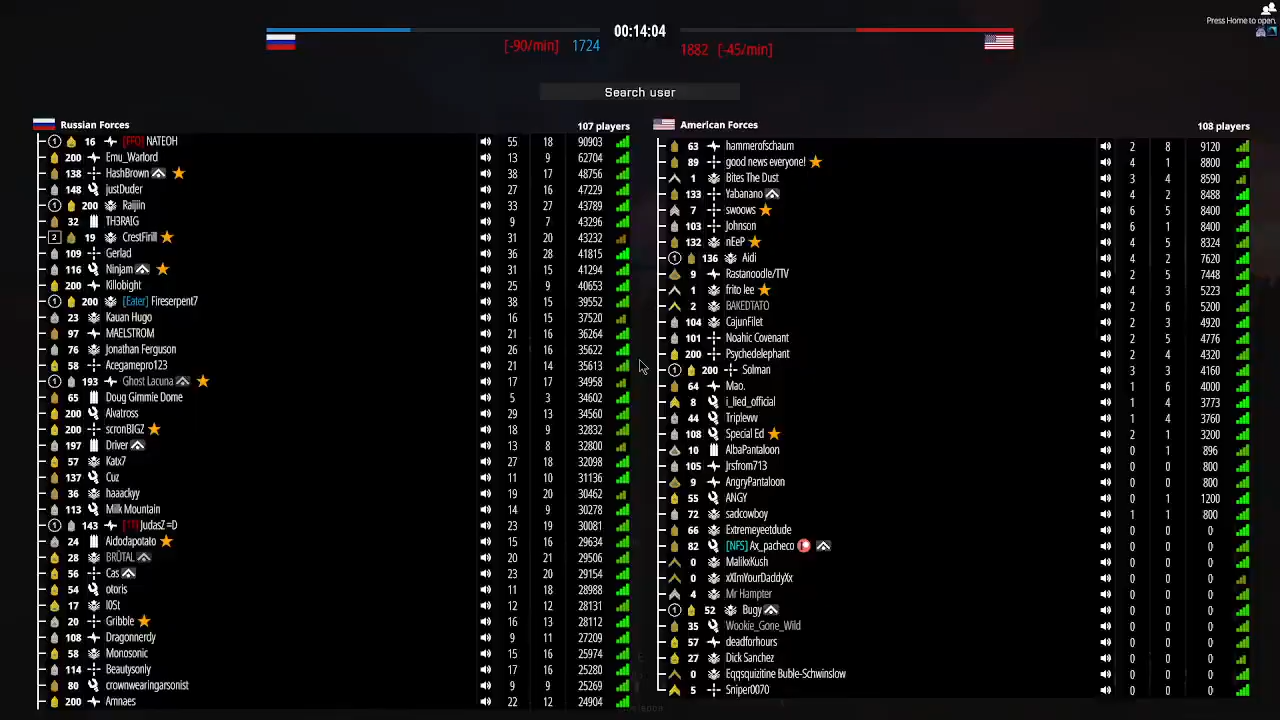 Press Home to open.
00:14:04
[-90/min] 1724
1882 [-45/min]
Search user
Russian Forces 107 players
1 16 NATEOH 55 18 90903
200 Emu_Warlord 13 9 62704
138 HashBrown 38 17 48756
148 justDuder 27 16 47229
1 200 Raijiin 33 27 43789
32 TH3RAIG 9 7 43296
2 19 CrestFirill 31 20 43232
109 Gerlad 36 28 41815
116 Ninjam 31 15 41294
200 Killobight 25 9 40653
1 200 [Eater] Fireserpent7 38 15 39552
23 Kauan Hugo 16 15 37520
97 MAELSTROM 21 16 36264
76 Jonathan Ferguson 26 16 35622
58 Acegamepro123 21 14 35613
1 193 Ghost Lacuna 17 17 34958
65 Doug Gimmie Dome 5 3 34602
200 Alvatross 29 13 34560
200 scronBIGZ 18 9 32832
197 Driver 13 8 32800
57 Katx7 27 18 32098
137 Cuz 11 10 31136
36 haaackyy 19 20 30462
113 Milk Mountain 14 9 30278
1 143 JudasZ =D 23 19 30081
24 Aldodapotato 15 16 29634
28 BRÜTAL 20 21 29506
56 Cas 23 20 29154
54 otoris 11 18 28988
17 I0St 12 12 28131
20 Gribble 16 13 28112
108 Dragonnerdy 9 11 27209
58 Monosonic 15 16 25974
114 Beautysonly 17 16 25280
80 crownwearingarsonist 9 9 25269
200 Amnaes 22 12 24904
American Forces 108 players
63 hammerofschaum 2 8 9120
89 good news everyone! 4 1 8800
1 Bites The Dust 3 4 8590
133 Yabanano 4 2 8488
7 swoows 6 5 8400
103 Johnson 6 1 8400
132 nEeP 4 5 8324
1 136 Aidi 4 2 7620
9 Rastanoodle/TTV 2 5 7448
1 frito lee 4 3 5223
2 BAKEDTATO 2 6 5200
104 CajunFilet 2 3 4920
101 Noahic Covenant 2 5 4776
200 Psychedelephant 2 4 4320
1 200 Solman 3 3 4160
64 Mao. 1 6 4000
8 i_lied_official 1 4 3773
44 Tripleww 1 4 3760
108 Special Ed 2 1 3200
10 AlbaPantaloon 0 1 896
105 Jrsfrom713 0 0 800
9 AngryPantaloon 0 0 800
55 ANGY 0 1 1200
72 sadcowboy 1 1 800
66 Extremeyeetdude 0 0 0
82 [NFS] Ax_pacheco 0 0 0
0 MalikxKush 0 0 0
0 xXImYourDaddyXx 0 0 0
4 Mr Hampter 0 0 0
1 52 Bugy 0 0 0
35 Wookie_Gone_Wild 0 0 0
57 deadforhours 0 0 0
27 Dick Sanchez 0 0 0
0 Eqqsquizitine Buble-Schwinslow 0 0 0
5 Sniper0070 0 0 0